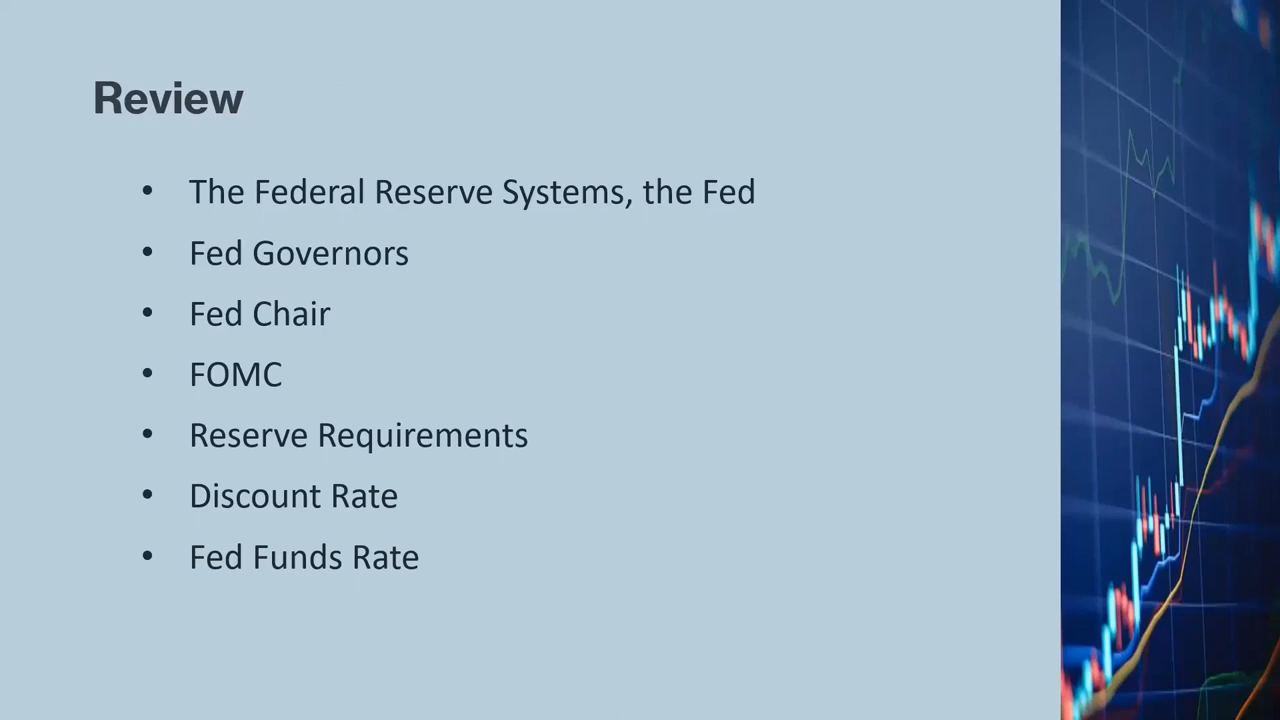 Review
• The Federal Reserve Systems, the Fed
• Fed Governors
• Fed Chair
• FOMC
• Reserve Requirements
• Discount Rate
• Fed Funds Rate